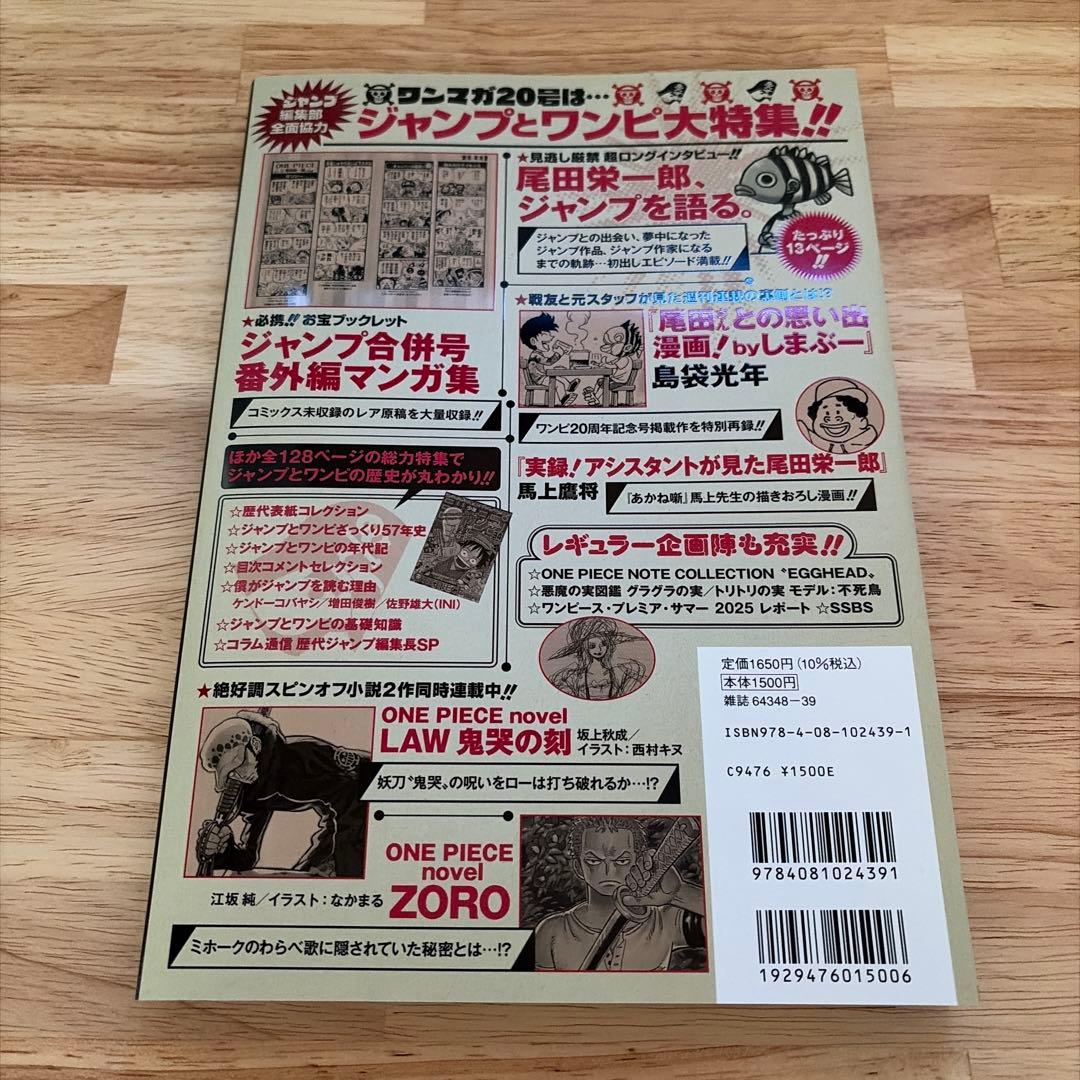 ジャンプ
編集部
全面協力
ワンマガ20号は…
ジャンプとワンピ大特集!!
ONE PIECE
★必携!! お宝ブックレット
ジャンプ合併号
番外編マンガ集
コミックス未収録のレア原稿を大量収録!!
ほか全128ページの総力特集で
ジャンプとワンピの歴史が丸わかり!!
☆歴代表紙コレクション
☆ジャンプとワンピざっくり57年史
☆ジャンプとワンピの年代記
☆目次コメントセレクション
☆僕がジャンプを読む理由
ケンドーコバヤシ/増田俊樹/佐野雄大(INI)
☆ジャンプとワンピの基礎知識
☆コラム通信 歴代ジャンプ編集長SP
★見逃し厳禁 超ロングインタビュー!!
尾田栄一郎、
ジャンプを語る。
ジャンプとの出会い、夢中になった
ジャンプ作品、ジャンプ作家になる
までの軌跡…初出しエピソード満載!!
たっぷり
13ページ
!!
★戦友と元スタッフが見た週刊連載の裏側とは!?
『尾田さんとの思い出
漫画!byしまぶー』
島袋光年
ワンピ20周年記念号掲載作を特別再録!!
『実録!アシスタントが見た尾田栄一郎』
馬上鷹将
『あかね噺』馬上先生の描きおろし漫画!!
レギュラー企画陣も充実!!
☆ONE PIECE NOTE COLLECTION〝EGGHEAD〟
☆悪魔の実図鑑 グラグラの実/トリトリの実 モデル:不死鳥
☆ワンピース・プレミア・サマー 2025 レポート ☆SSBS
★絶好調スピンオフ小説2作同時連載中!!
ONE PIECE novel
LAW 鬼哭の刻
坂上秋成/
イラスト:西村キヌ
妖刀〝鬼哭〟の呪いをローは打ち破れるか…!?
ONE PIECE
novel
ZORO
江坂 純/イラスト:なかまる
ミホークのわらべ歌に隠されていた秘密とは…!?
定価1650円(10%税込)
本体1500円
雑誌 64348-39
ISBN978-4-08-102439-1
C9476 ¥1500E
9784081024391
1929476015006